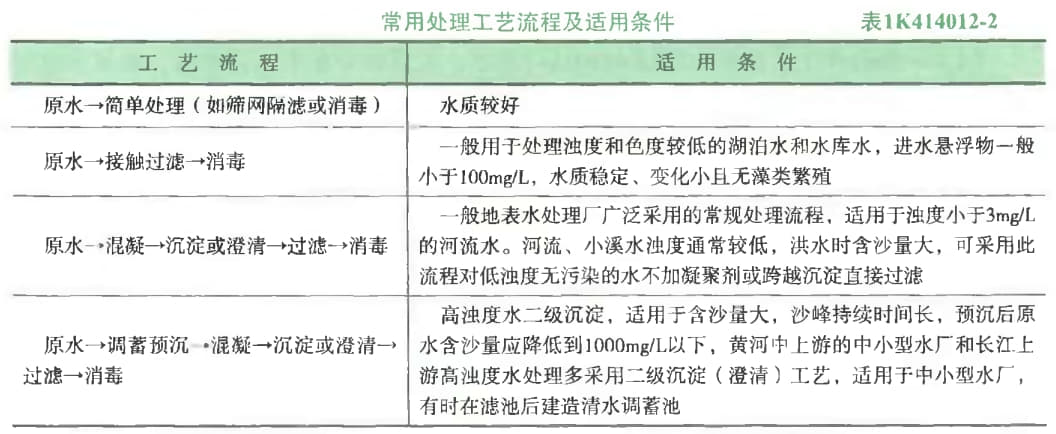 常用处理工艺流程及适用条件 表1K414012-2
工艺流程 适用条件
原水→简单处理（如筛网隔滤或消毒） 水质较好
原水→接触过滤→消毒
一般用于处理浊度和色度较低的湖泊水和水库水，进水悬浮物一般
小于100mg/L，水质稳定、变化小且无藻类繁殖
原水→混凝→沉淀或澄清→过滤→消毒
一般地表水处理厂广泛采用的常规处理流程，适用于浊度小于3mg/L
的河流水。河流、小溪水浊度通常较低，洪水时含沙量大，可采用此
流程对低浊度无污染的水不加凝聚剂或跨越沉淀直接过滤
原水→调蓄预沉→混凝→沉淀或澄清→
过滤→消毒
高浊度水二级沉淀，适用于含沙量大，沙峰持续时间长，预沉后原
水含沙量应降低到1000mg/L以下，黄河中上游的中小型水厂和长江上
游高浊度水处理多采用二级沉淀（澄清）工艺，适用于中小型水厂，
有时在滤池后建造清水调蓄池